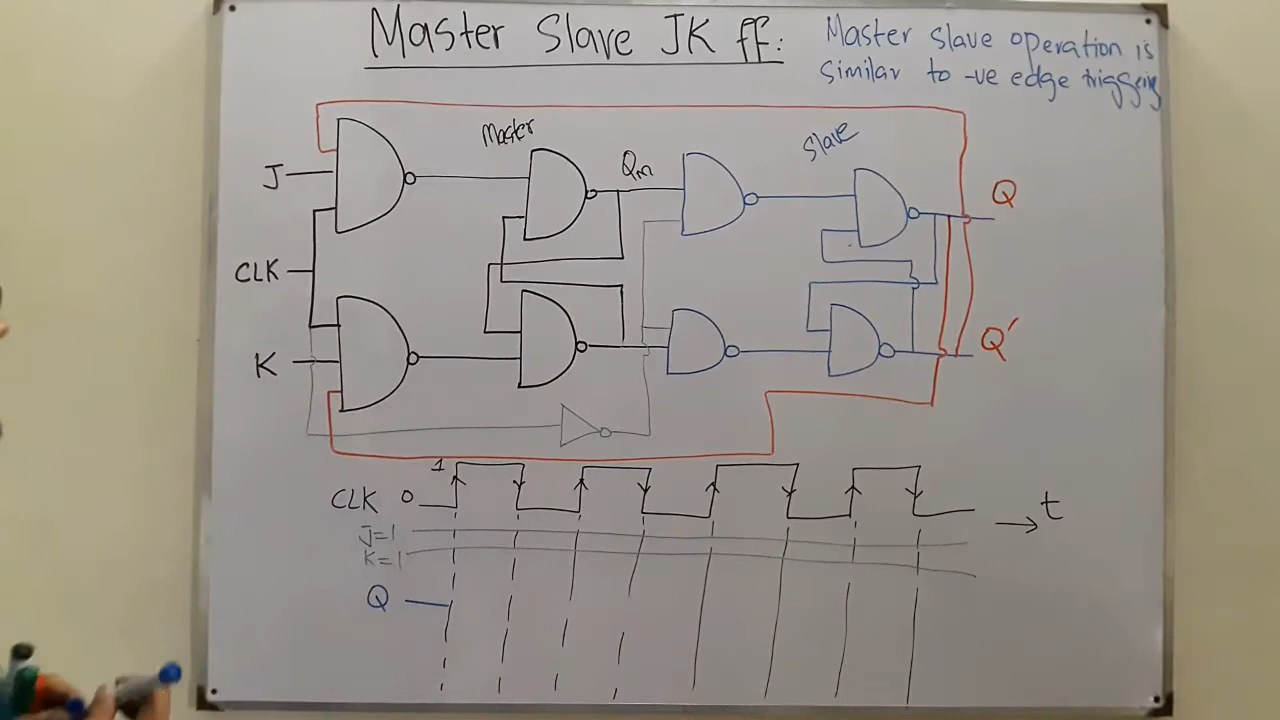 Master Slave JK ff:
Master slave operation is
similar to -ve edge triggering
Master
Slave
J
Qm
Q
CLK
K
Q'
1
CLK 0
t
J=1
K=1
Q